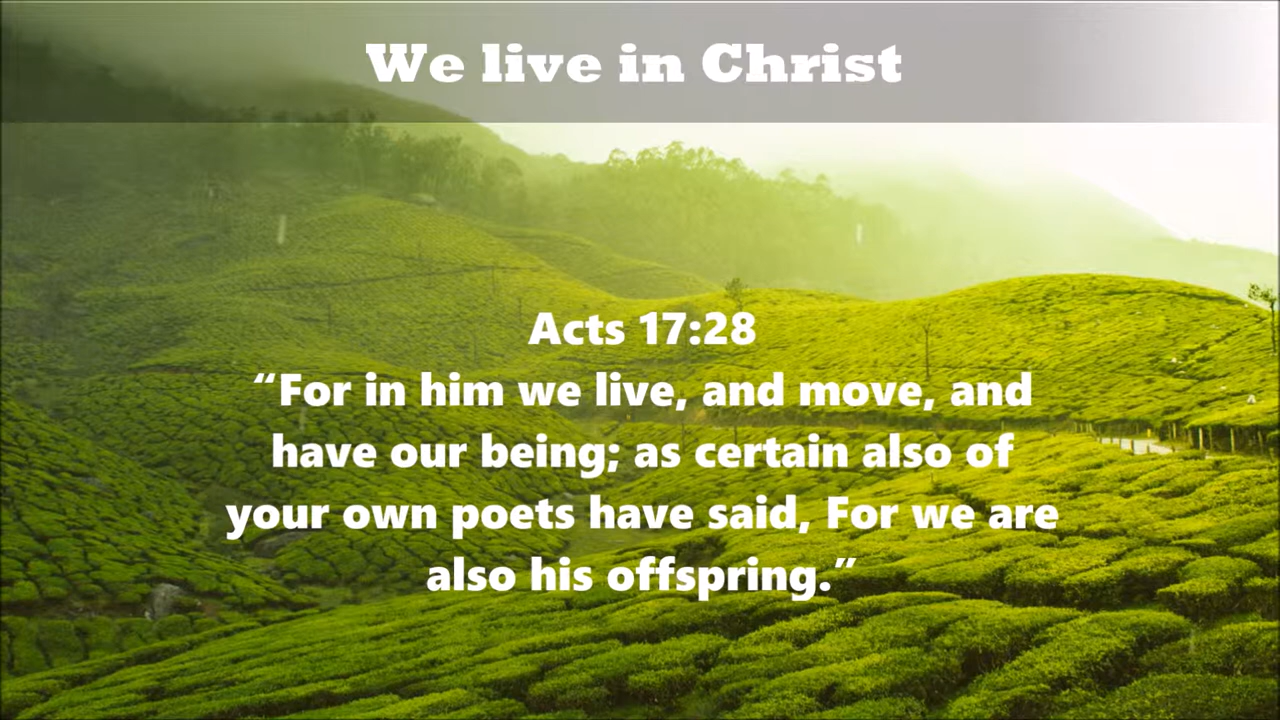 We live in Christ
Acts 17:28
“For in him we live, and move, and
have our being; as certain also of
your own poets have said, For we are
also his offspring.”